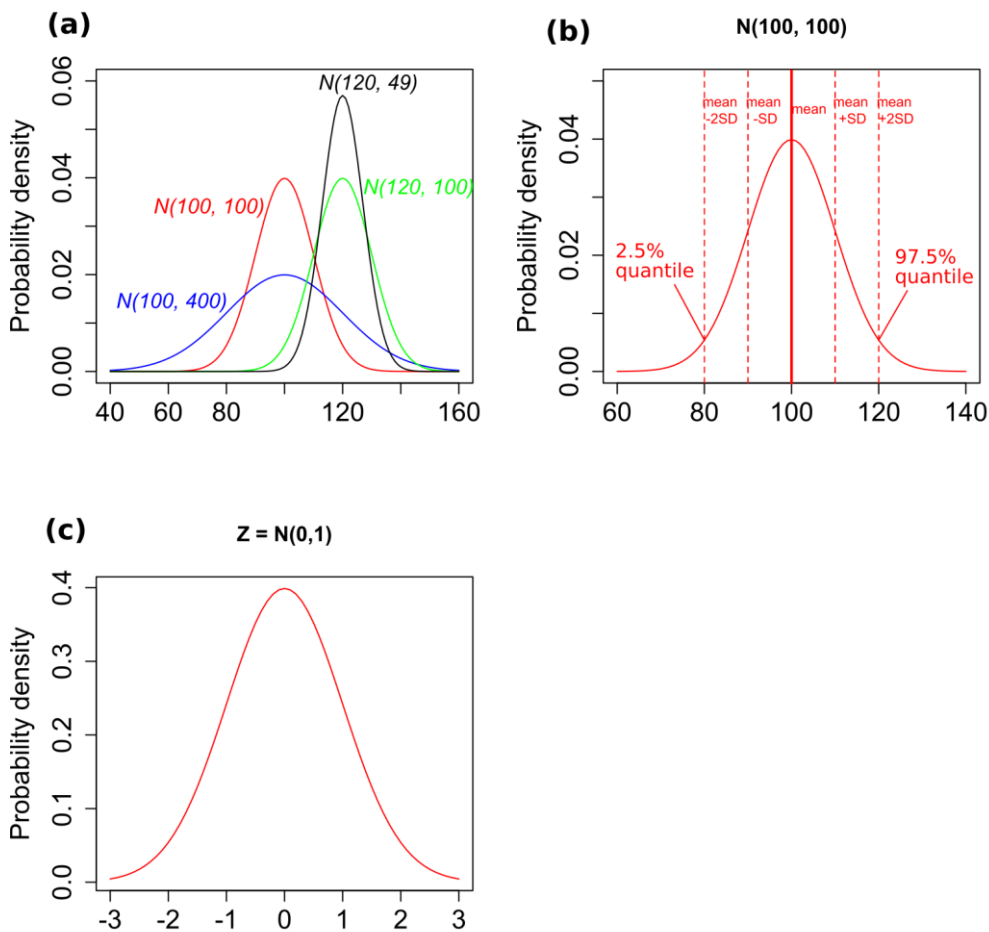 (a)
Probability density
0.06
0.04
0.02
0.00
N(120, 49)
N(120, 100)
N(100, 100)
N(100, 400)
40 80 120 160
(b)
N(100, 100)
Probability density
0.04
0.02
0.00
mean
-2SD
mean
-SD
mean
mean
+SD
mean
+2SD
2.5%
quantile
97.5%
quantile
60 80 100 120 140
(c)
Z = N(0,1)
Probability density
0.4
0.3
0.2
0.1
0.0
-3 -2 -1 0 1 2 3